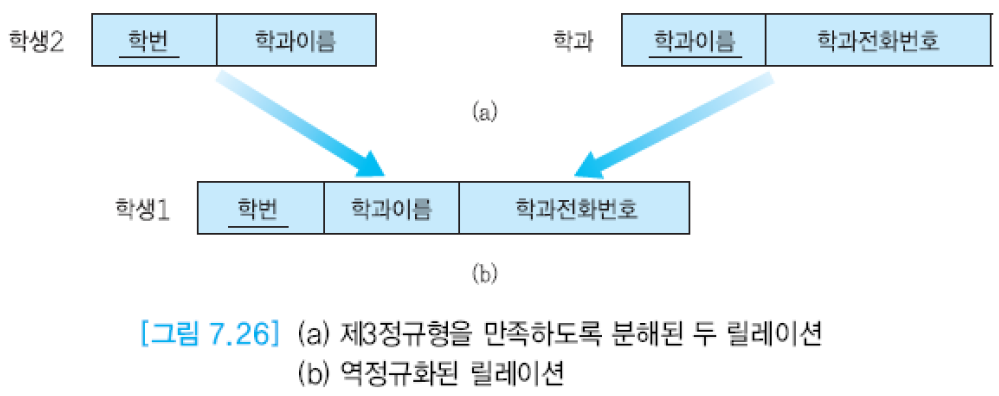 학생2 학번 학과이름 학과 학과이름 학과전화번호
(a)
학생1 학번 학과이름 학과전화번호
(b)
[그림 7.26] (a) 제3정규형을 만족하도록 분해된 두 릴레이션
(b) 역정규화된 릴레이션